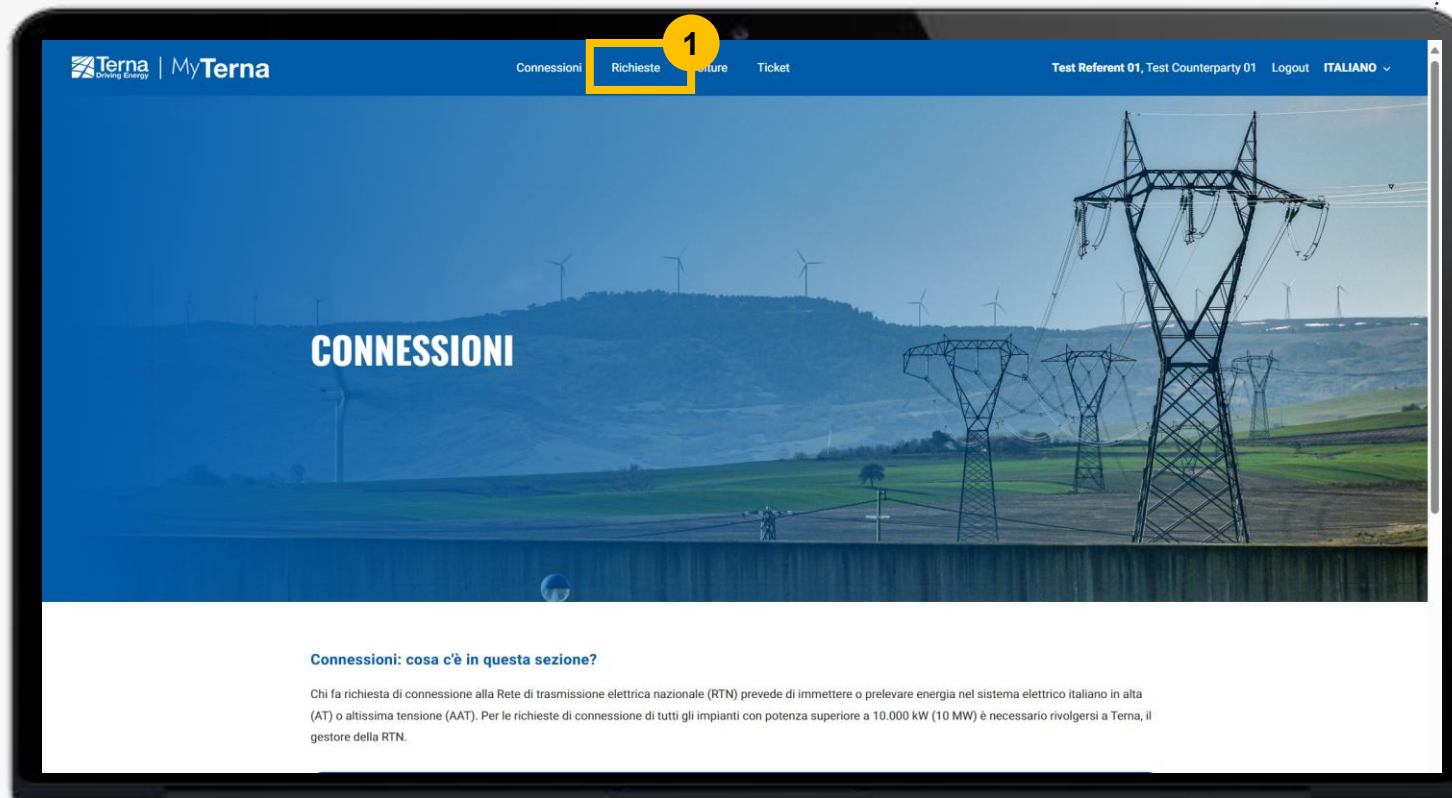 Terna
Driving Energy
MyTerna
Connessioni
Richieste
1
Ticket
Test Referent 01, Test Counterparty 01
Logout
ITALIANO
CONNESSIONI
Connessioni: cosa c'è in questa sezione?
Chi fa richiesta di connessione alla Rete di trasmissione elettrica nazionale (RTN) prevede di immettere o prelevare energia nel sistema elettrico italiano in alta
(AT) o altissima tensione (AAT). Per le richieste di connessione di tutti gli impianti con potenza superiore a 10.000 kW (10 MW) è necessario rivolgersi a Terna, il
gestore della RTN.